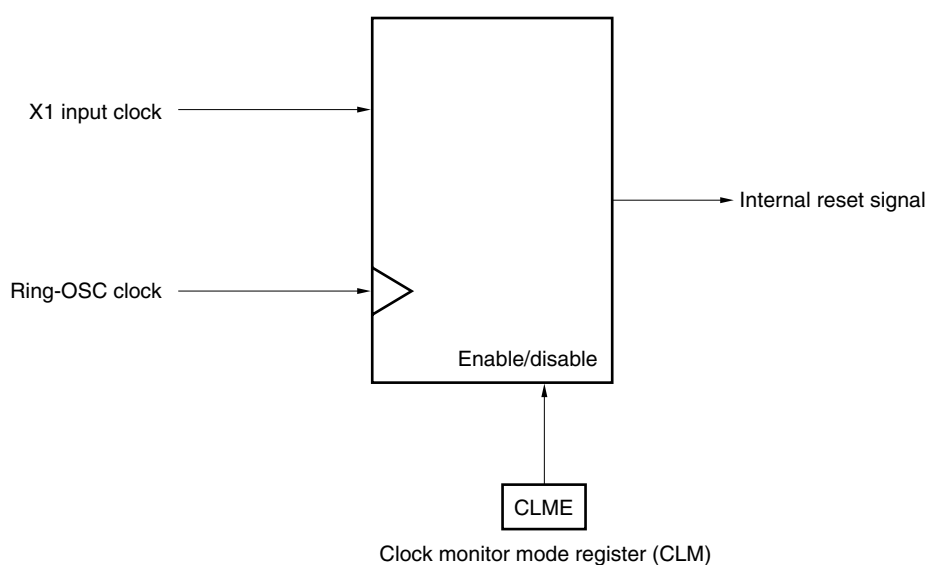 X1 input clock
Internal reset signal
Ring-OSC clock
Enable/disable
CLME
Clock monitor mode register (CLM)